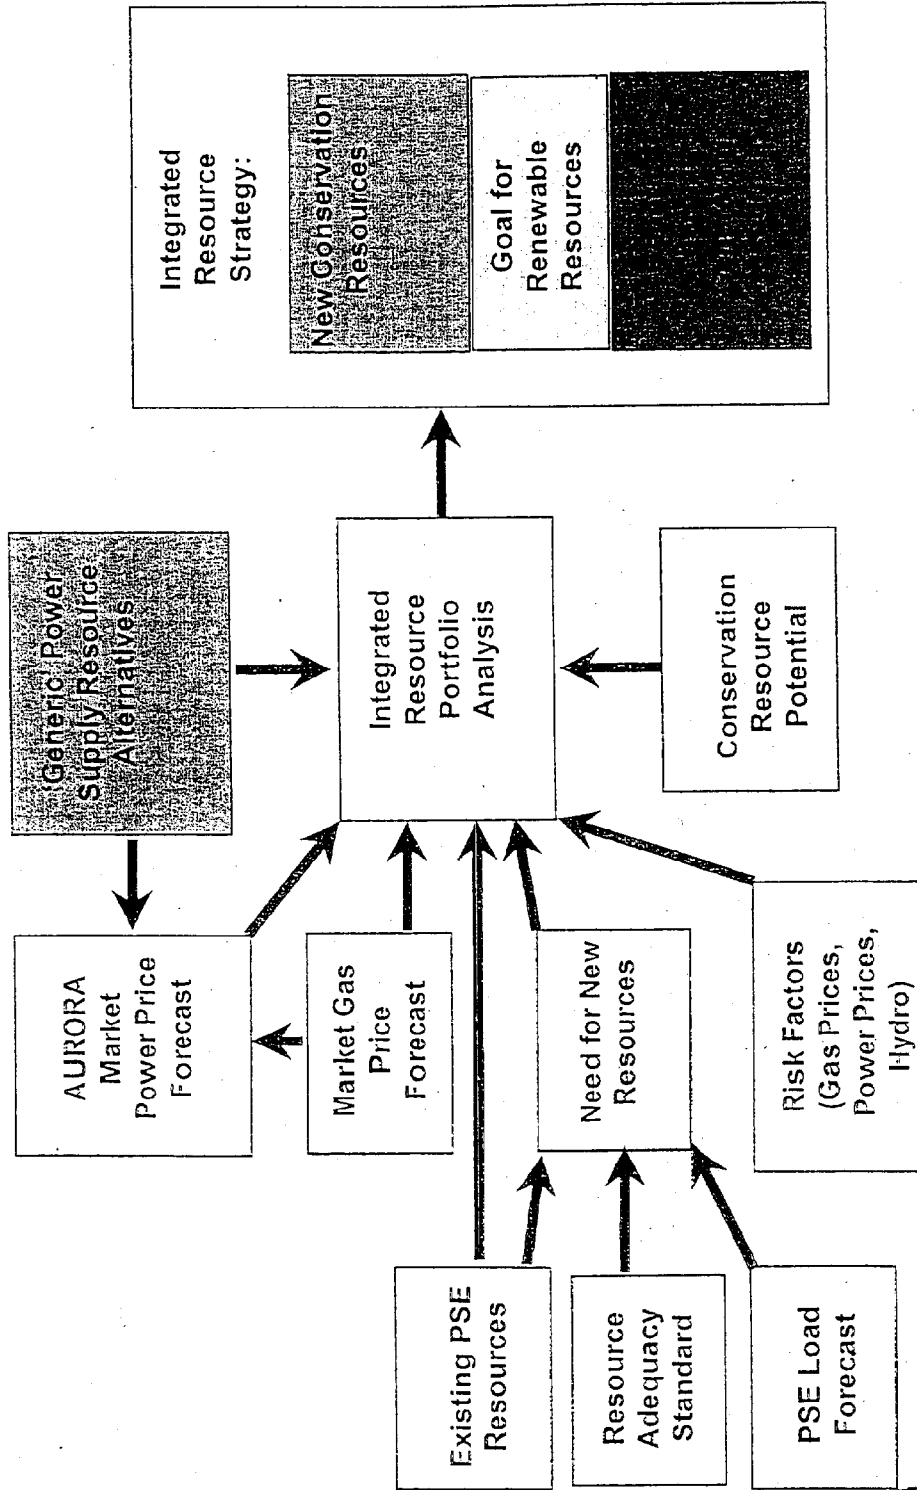 Existing PSE
Resources
Resource
Adequacy
Standard
PSE Load
Forecast
AURORA
Market
Power Price
Forecast
Market Gas
Price
Forecast
Need for New
Resources
Risk Factors
(Gas Prices,
Power Prices,
Hydro)
Generic Power
Supply Resource
Alternatives
Integrated
Resource
Portfolio
Analysis
Conservation
Resource
Potential
Integrated
Resource
Strategy:
New Conservation
Resources
Goal for
Renewable
Resources